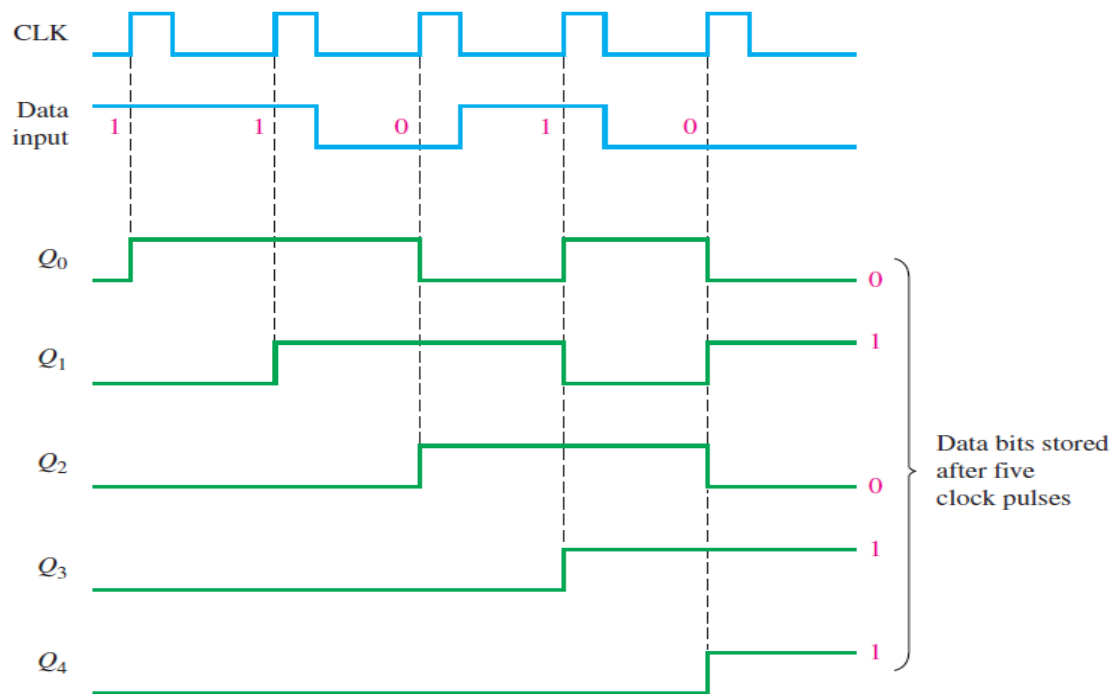 CLK
Data
input
1 1 0 1 0
Q0
0
Q1
1
Q2
0
Data bits stored
after five
clock pulses
Q3
1
Q4
1